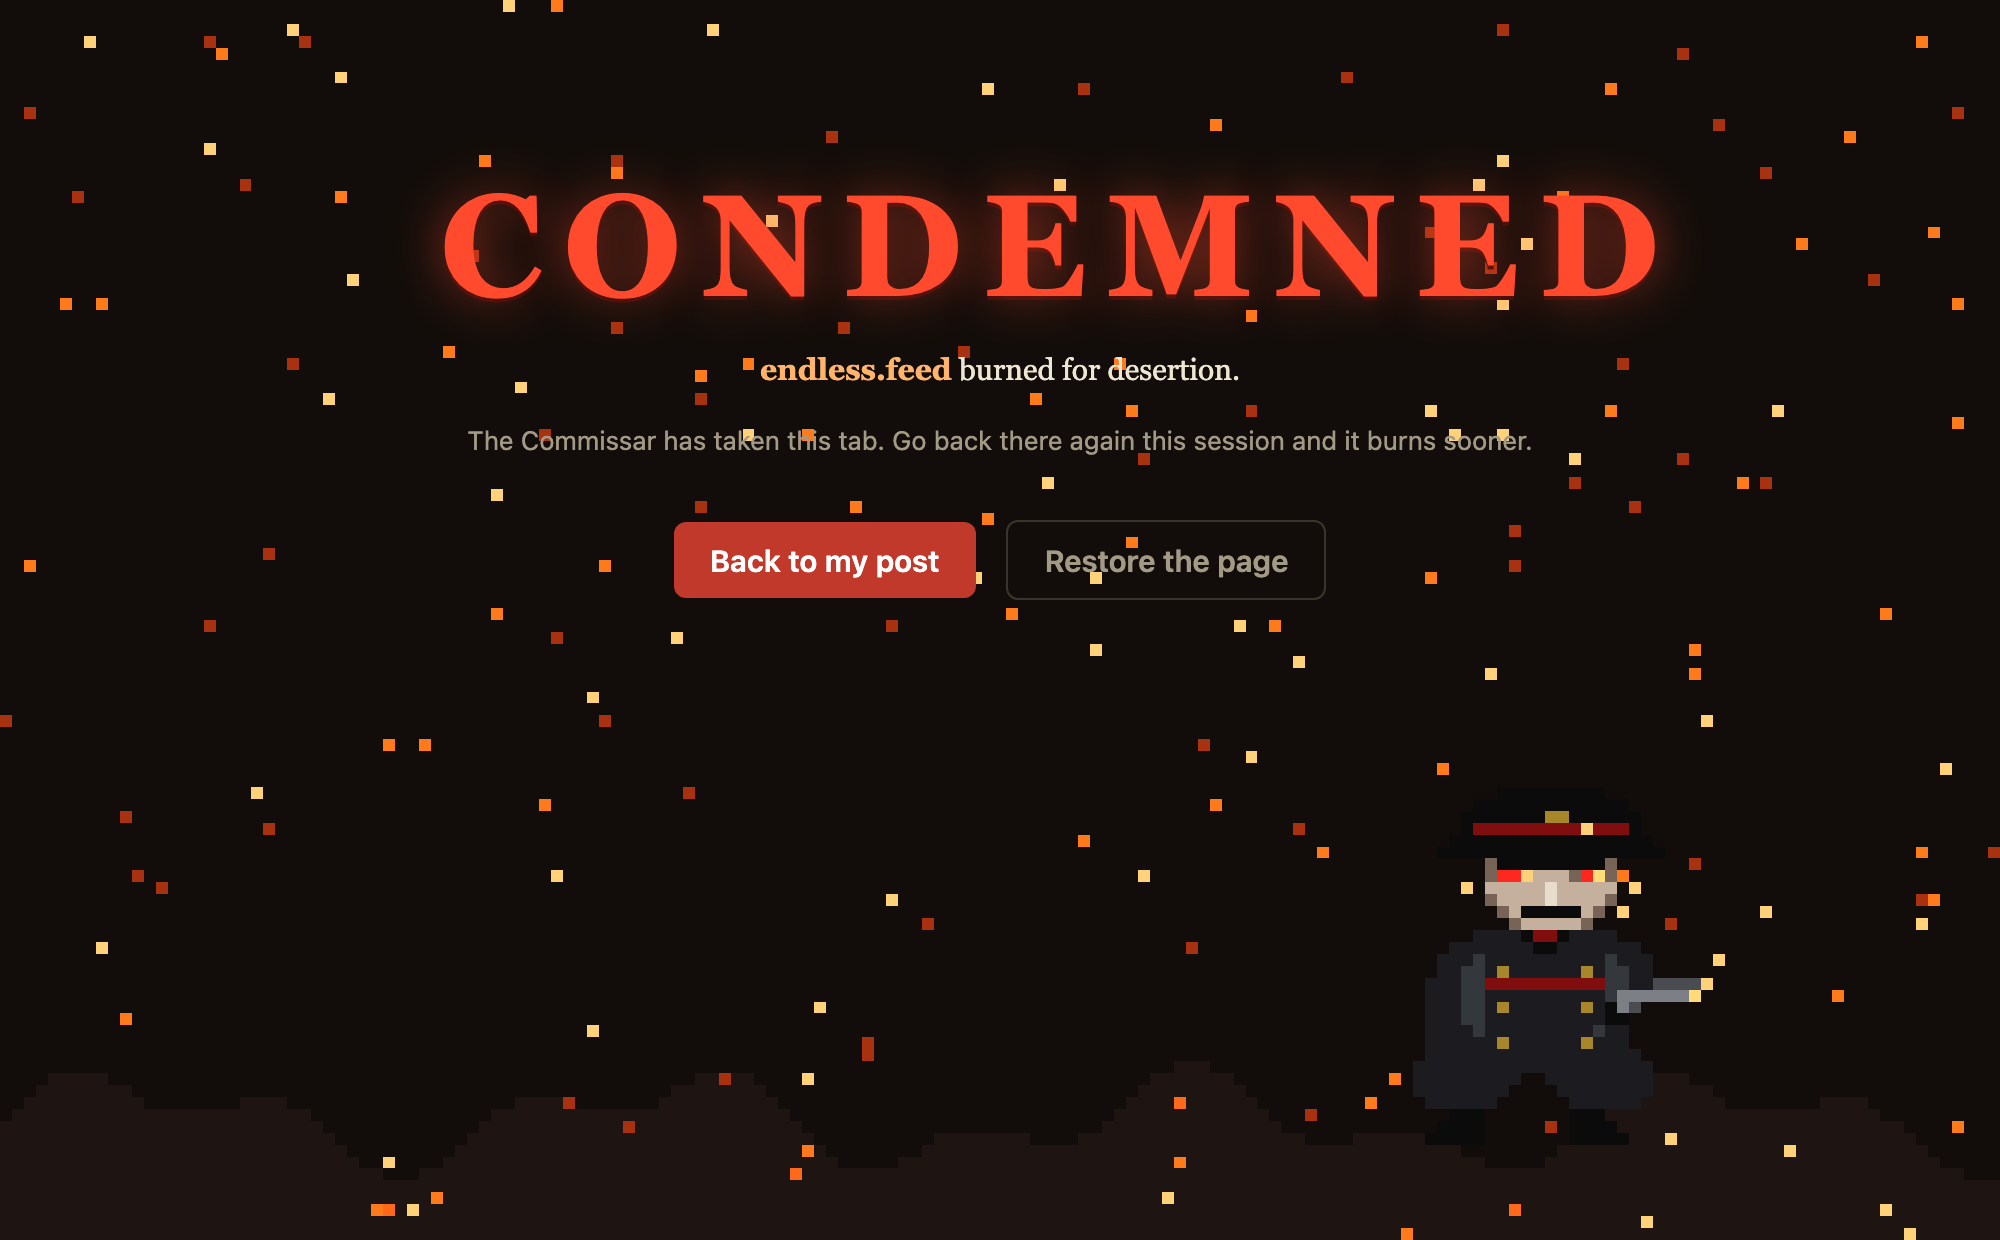 CONDEMNED
endless.feed burned for desertion.
The Commissar has taken this tab. Go back there again this session and it burns sooner.
Back to my post
Restore the page